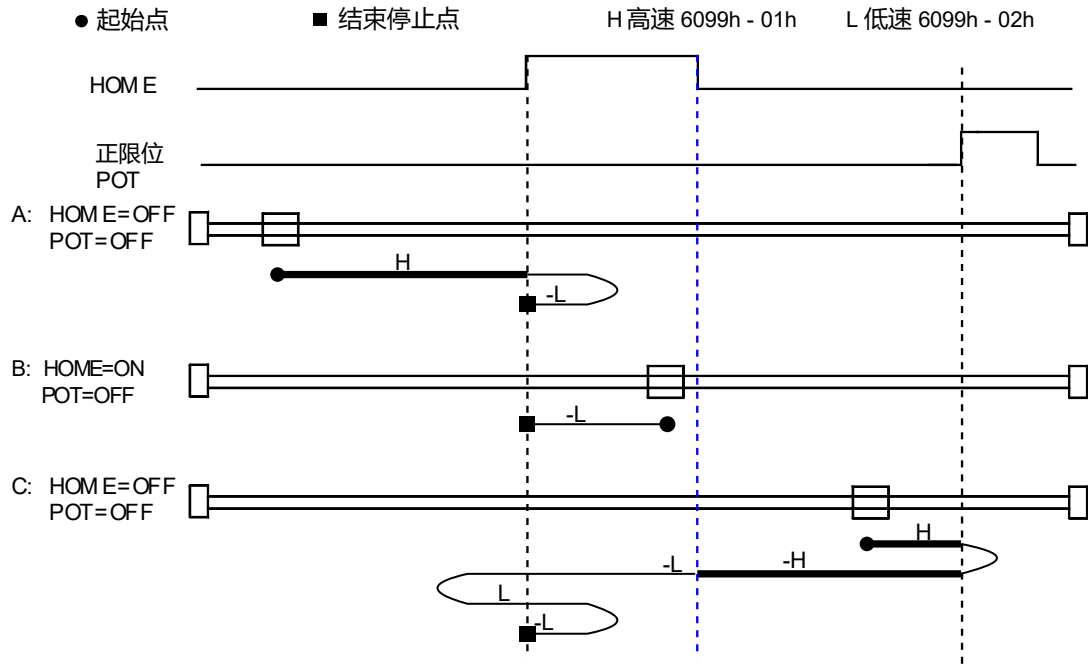 ● 起始点 ■ 结束停止点 H 高速 6099h - 01h L 低速 6099h - 02h
HOME
正限位
POT
A: HOME=OFF
POT=OFF
H
-L
B: HOME=ON
POT=OFF
-L
C: HOME=OFF
POT=OFF
H
-L -H
L
-L